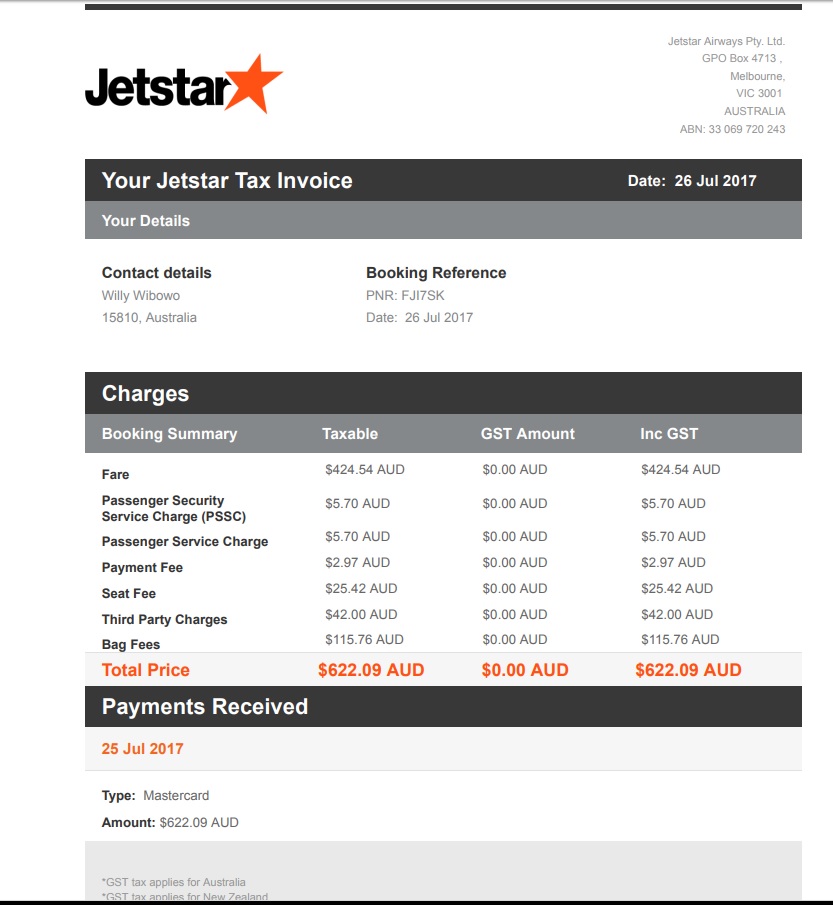 Jetstar
Jetstar Airways Pty. Ltd.
GPO Box 4713 ,
Melbourne,
VIC 3001
AUSTRALIA
ABN: 33 069 720 243
Your Jetstar Tax Invoice Date: 26 Jul 2017
Your Details
Contact details Booking Reference
Willy Wibowo PNR: FJI7SK
15810, Australia Date: 26 Jul 2017
Charges
Booking Summary Taxable GST Amount Inc GST
Fare $424.54 AUD $0.00 AUD $424.54 AUD
Passenger Security
Service Charge (PSSC) $5.70 AUD $0.00 AUD $5.70 AUD
Passenger Service Charge $5.70 AUD $0.00 AUD $5.70 AUD
Payment Fee $2.97 AUD $0.00 AUD $2.97 AUD
Seat Fee $25.42 AUD $0.00 AUD $25.42 AUD
Third Party Charges $42.00 AUD $0.00 AUD $42.00 AUD
Bag Fees $115.76 AUD $0.00 AUD $115.76 AUD
Total Price $622.09 AUD $0.00 AUD $622.09 AUD
Payments Received
25 Jul 2017
Type: Mastercard
Amount: $622.09 AUD
*GST tax applies for Australia
*GST tax applies for New Zealand